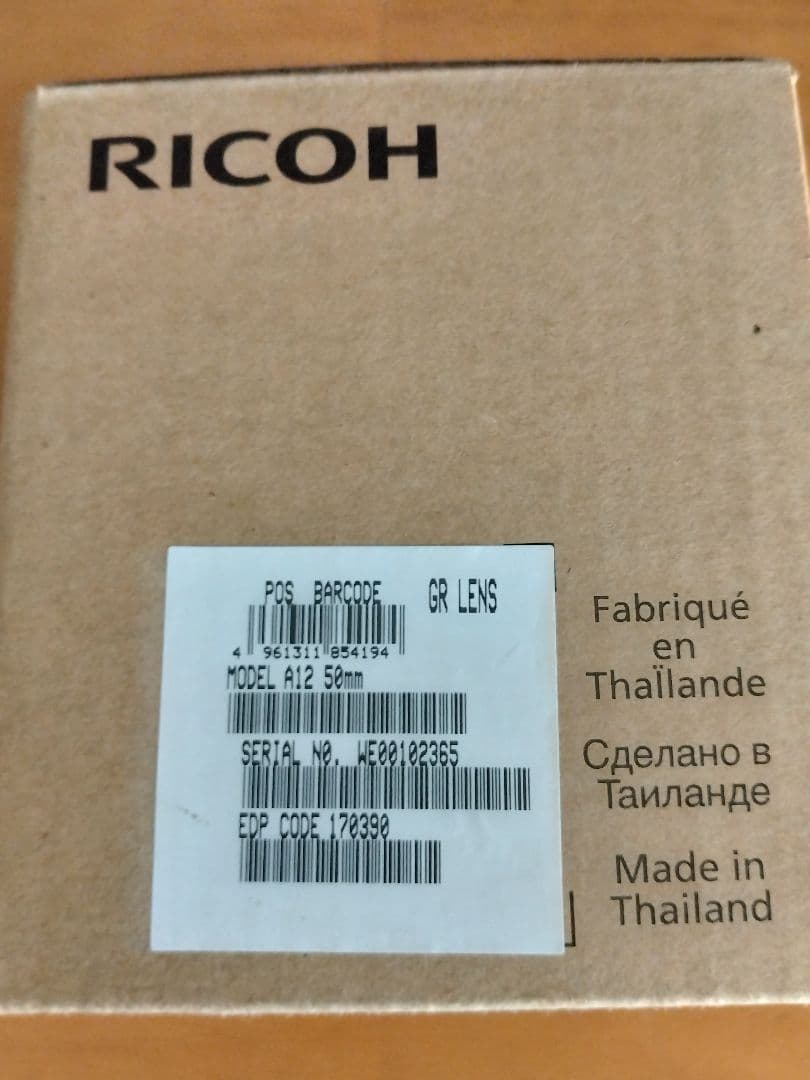 RICOH
POS BARCODE GR LENS
4 961311 854194
MODEL A12 50mm
SERIAL NO. WE00102365
EDP CODE 170390
Fabriqué
en
Thaïlande
Сделано в
Таиланде
Made in
Thailand